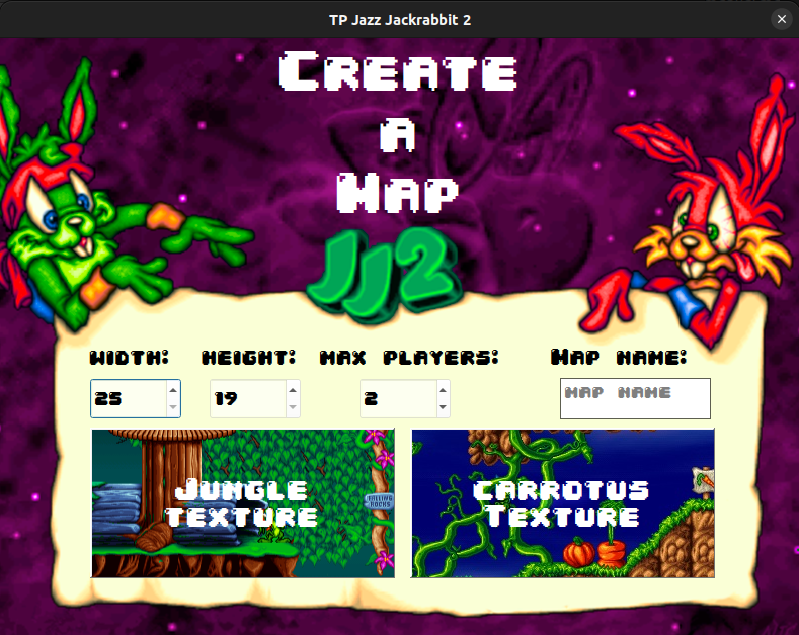 TP Jazz Jackrabbit 2
CREATE
A
MAP
JJ2
WIDTH: HEIGHT: MAX PLAYERS: MAP NAME:
25 19 2 MAP NAME
JUNGLE
TEXTURE
FALLING
ROCKS
CARROTUS
TEXTURE